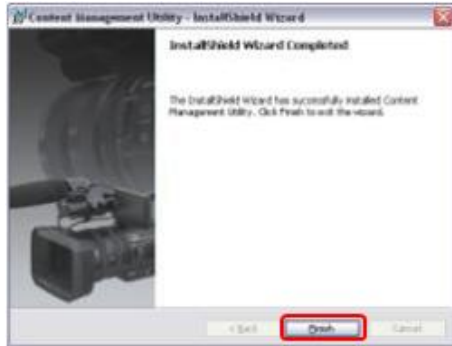 Content Management Utility - InstallShield Wizard
InstallShield Wizard Completed
The InstallShield Wizard has successfully installed Content
Management Utility. Click Finish to exit the wizard.
< Back
Finish
Cancel